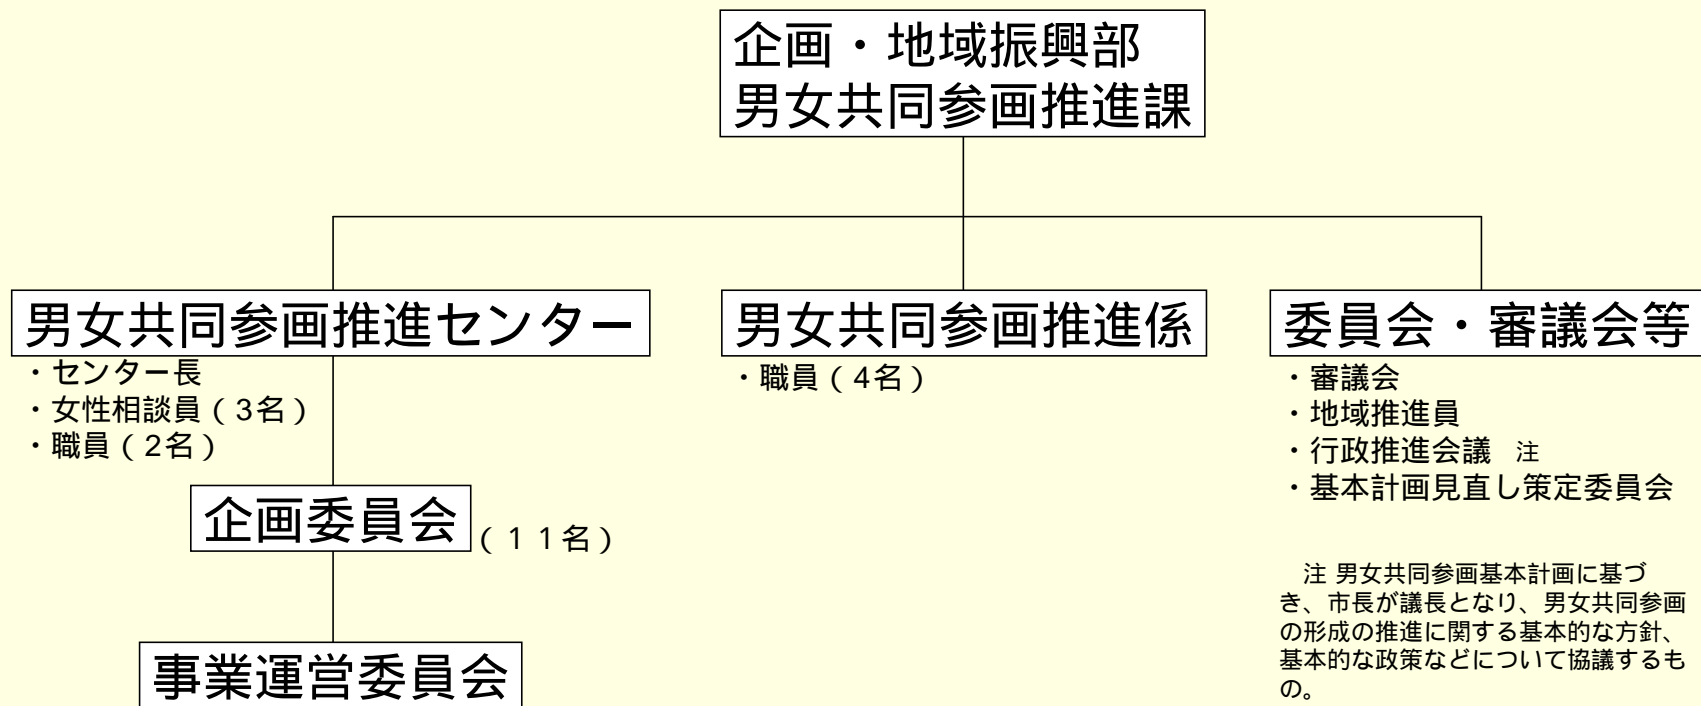 企画・地域振興部
男女共同参画推進課
男女共同参画推進センター
・センター長
・女性相談員（3名）
・職員（2名）
企画委員会（１１名）
事業運営委員会
男女共同参画推進係
・職員（4名）
委員会・審議会等
・審議会
・地域推進員
・行政推進会議 注
・基本計画見直し策定委員会
注 男女共同参画基本計画に基づ
き、市長が議長となり、男女共同参画
の形成の推進に関する基本的な方針、
基本的な政策などについて協議するも
の。